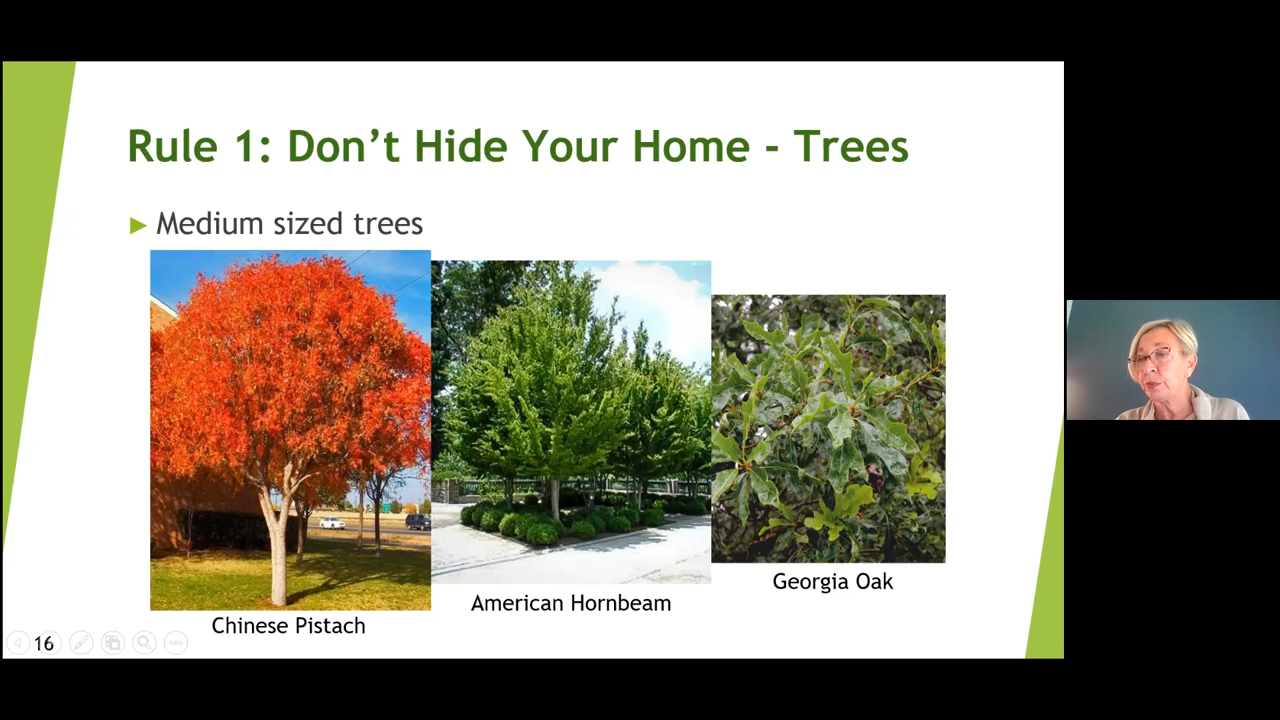 Rule 1: Don’t Hide Your Home - Trees
Medium sized trees
Georgia Oak
American Hornbeam
Chinese Pistach
16